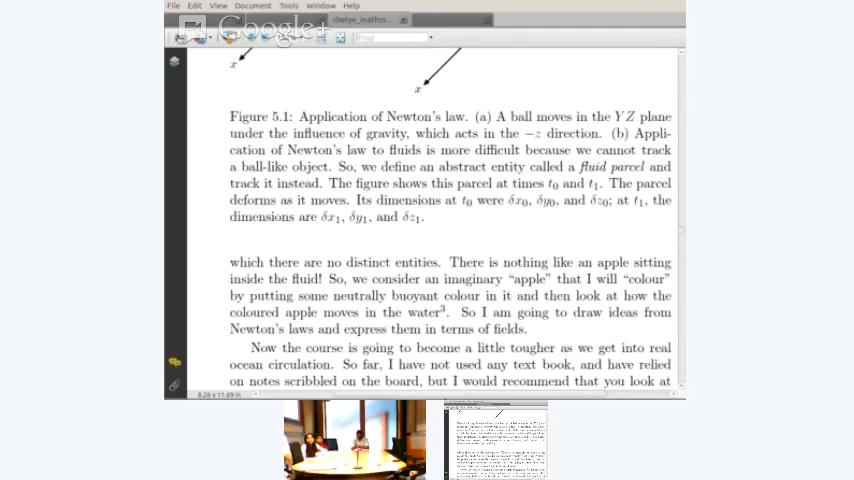 File Edit View Document Tools Window Help
shetye_mathm...
Google+
Find
x
x
Figure 5.1: Application of Newton's law. (a) A ball moves in the YZ plane
under the influence of gravity, which acts in the −z direction. (b) Appli-
cation of Newton's law to fluids is more difficult because we cannot track
a ball-like object. So, we define an abstract entity called a fluid parcel and
track it instead. The figure shows this parcel at times t₀ and t₁. The parcel
deforms as it moves. Its dimensions at t₀ were δx₀, δy₀, and δz₀; at t₁, the
dimensions are δx₁, δy₁, and δz₁.
which there are no distinct entities. There is nothing like an apple sitting
inside the fluid! So, we consider an imaginary "apple" that I will "colour"
by putting some neutrally buoyant colour in it and then look at how the
coloured apple moves in the water³. So I am going to draw ideas from
Newton's laws and express them in terms of fields.
Now the course is going to become a little tougher as we get into real
ocean circulation. So far, I have not used any text book, and have relied
on notes scribbled on the board, but I would recommend that you look at
8.26 x 11.69 in